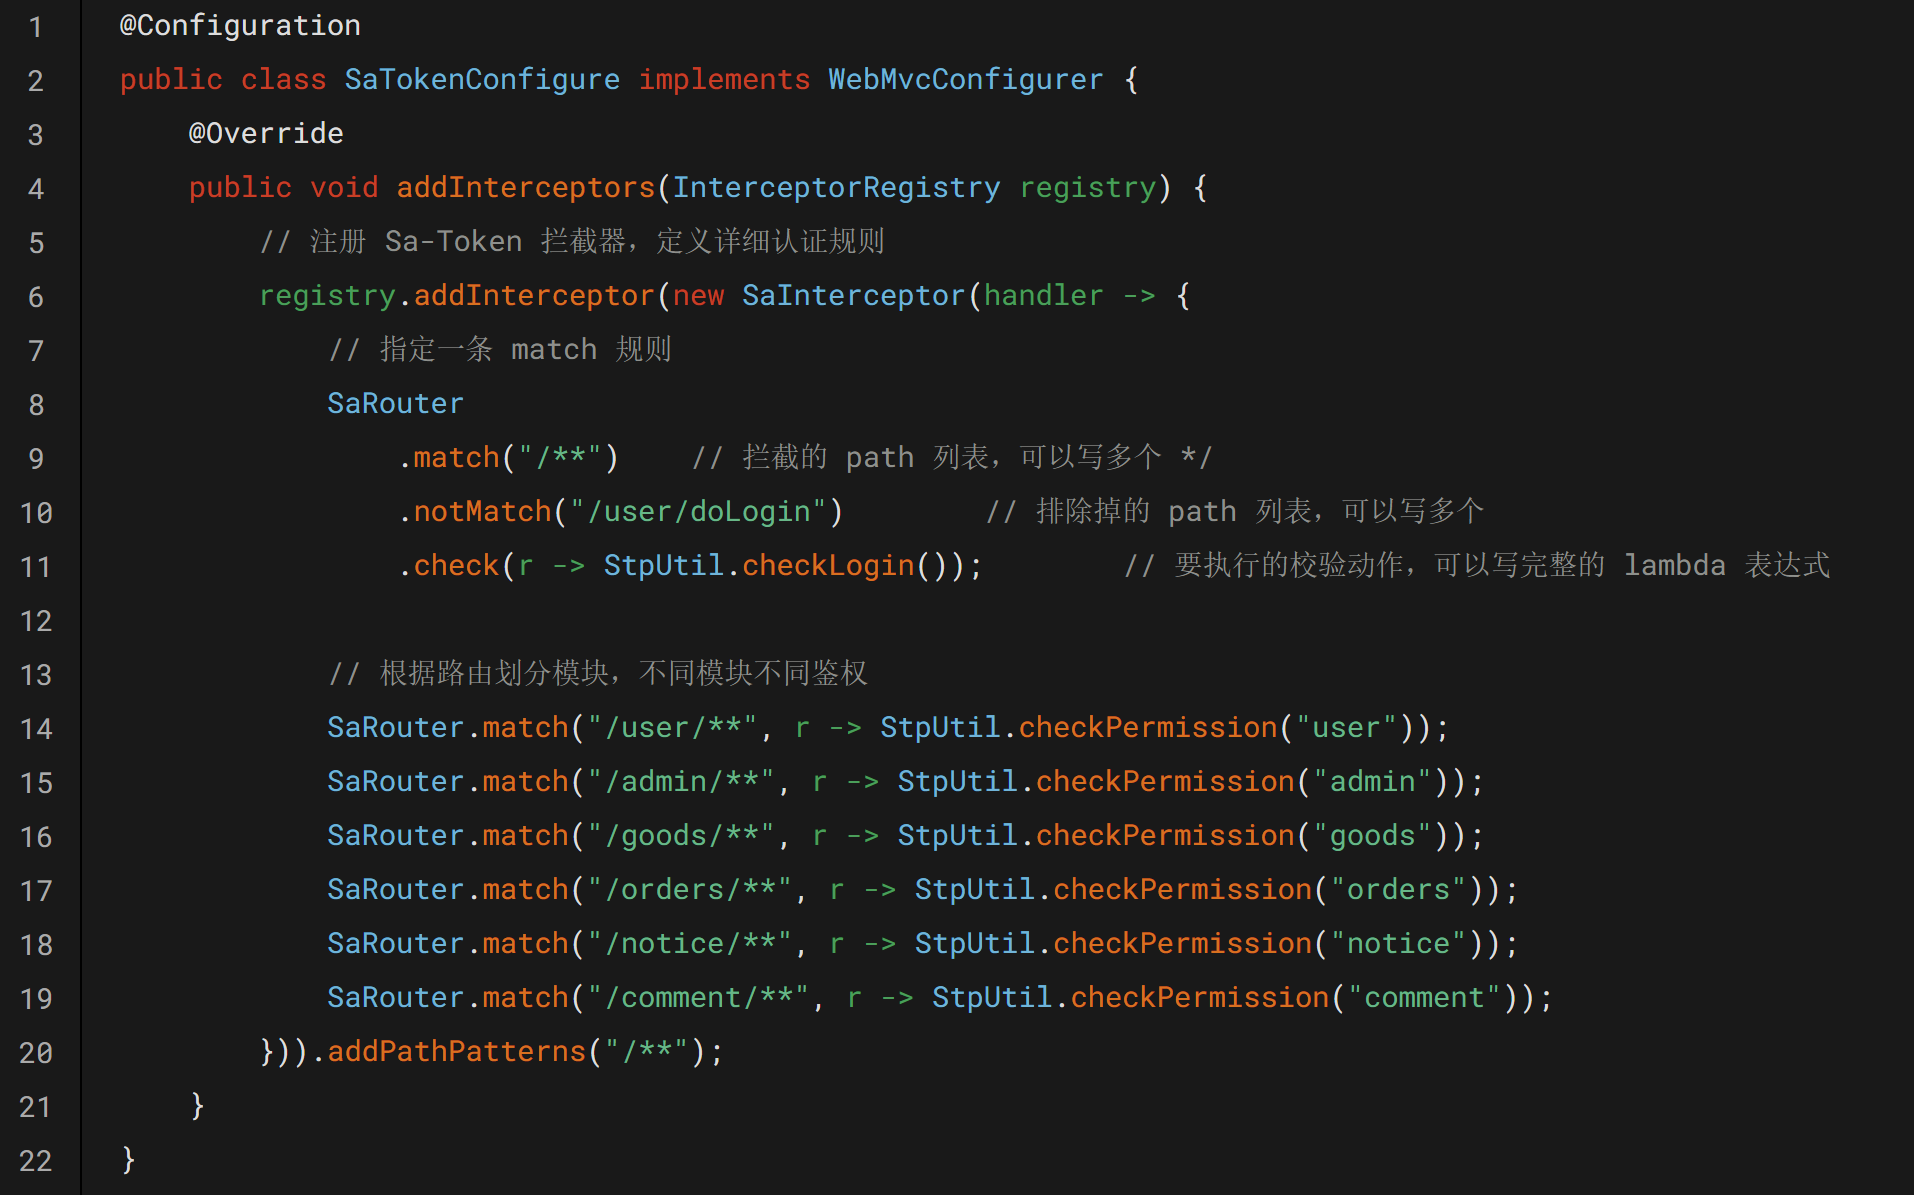 1 @Configuration
2 public class SaTokenConfigure implements WebMvcConfigurer {
3     @Override
4     public void addInterceptors(InterceptorRegistry registry) {
5         // 注册 Sa-Token 拦截器，定义详细认证规则
6         registry.addInterceptor(new SaInterceptor(handler -> {
7             // 指定一条 match 规则
8             SaRouter
9                 .match("/**")    // 拦截的 path 列表，可以写多个 */
10                 .notMatch("/user/doLogin")        // 排除掉的 path 列表，可以写多个
11                 .check(r -> StpUtil.checkLogin());        // 要执行的校验动作，可以写完整的 lambda 表达式
12
13             // 根据路由划分模块，不同模块不同鉴权
14             SaRouter.match("/user/**", r -> StpUtil.checkPermission("user"));
15             SaRouter.match("/admin/**", r -> StpUtil.checkPermission("admin"));
16             SaRouter.match("/goods/**", r -> StpUtil.checkPermission("goods"));
17             SaRouter.match("/orders/**", r -> StpUtil.checkPermission("orders"));
18             SaRouter.match("/notice/**", r -> StpUtil.checkPermission("notice"));
19             SaRouter.match("/comment/**", r -> StpUtil.checkPermission("comment"));
20         })).addPathPatterns("/**");
21     }
22 }